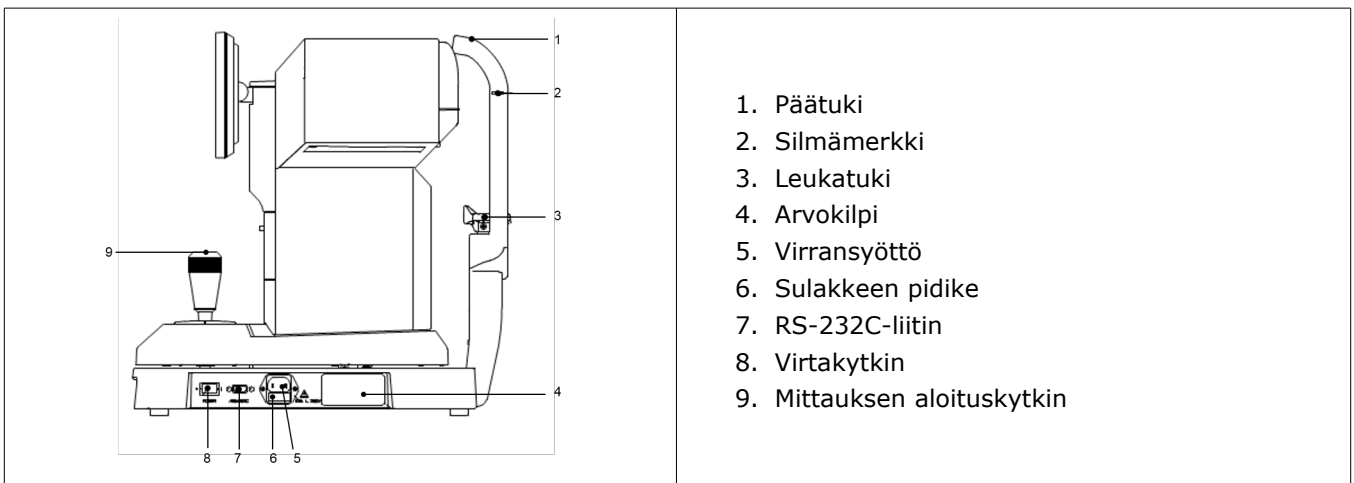 1
2
3
9
4
POWER
8
7
6
5
1. Päätuki
2. Silmämerkki
3. Leukatuki
4. Arvokilpi
5. Virransyöttö
6. Sulakkeen pidike
7. RS-232C-liitin
8. Virtakytkin
9. Mittauksen aloituskytkin